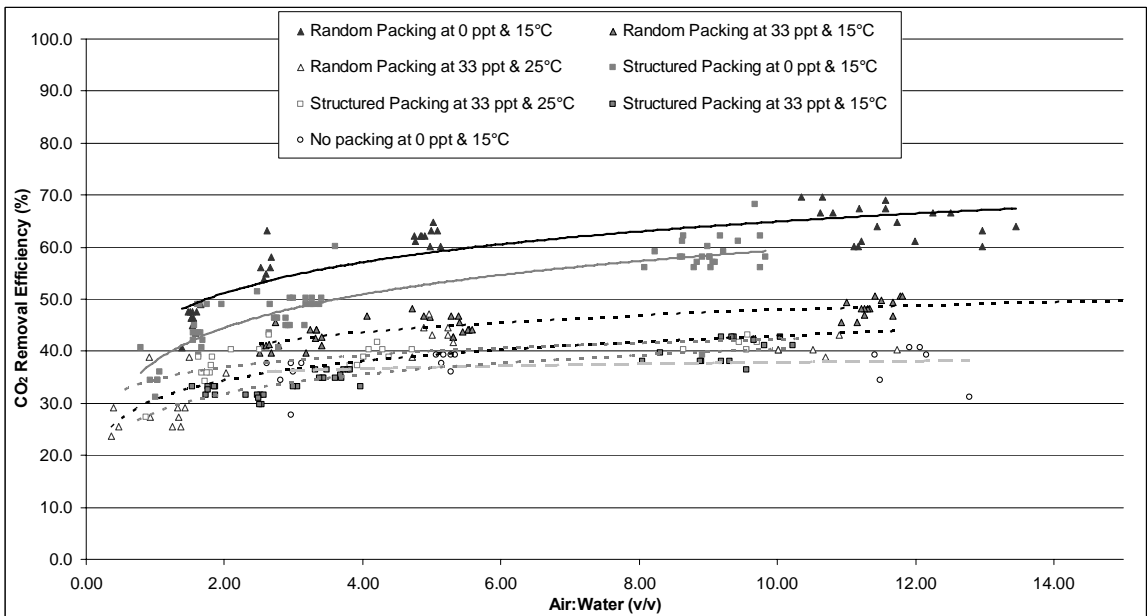 Random Packing at 0 ppt & 15°C
Random Packing at 33 ppt & 15°C
Random Packing at 33 ppt & 25°C
Structured Packing at 0 ppt & 15°C
Structured Packing at 33 ppt & 25°C
Structured Packing at 33 ppt & 15°C
No packing at 0 ppt & 15°C
CO₂ Removal Efficiency (%)
100.0
90.0
80.0
70.0
60.0
50.0
40.0
30.0
20.0
10.0
0.0
0.00 2.00 4.00 6.00 8.00 10.00 12.00 14.00
Air:Water (v/v)